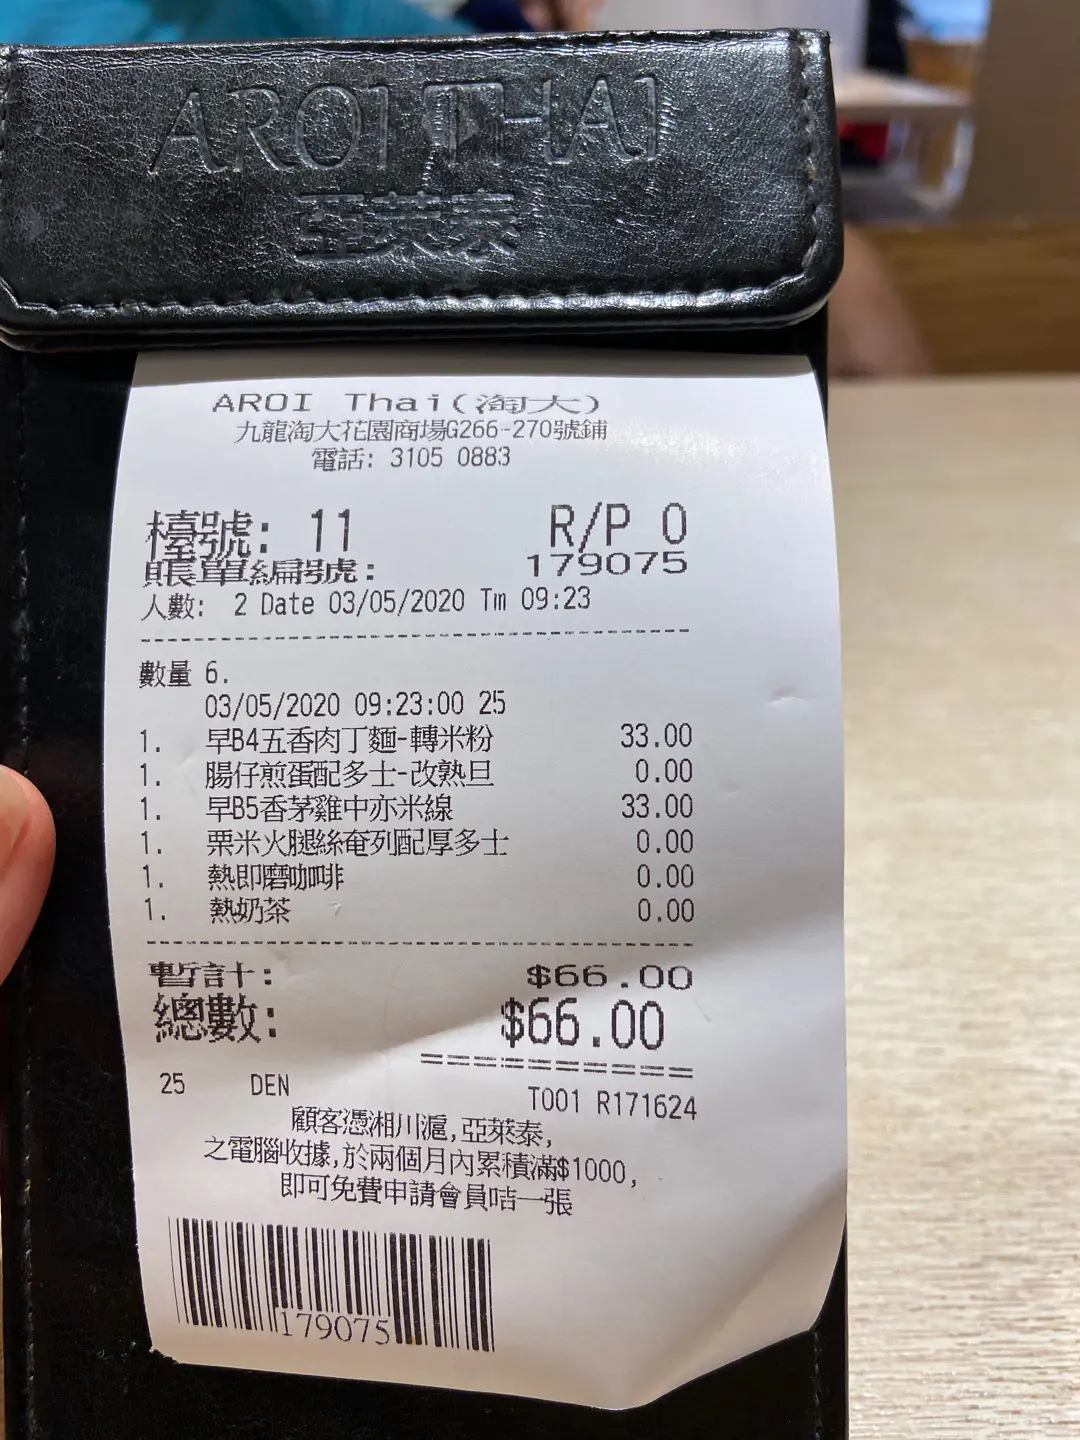 AROI THAI
亞萊泰
AROI Thai(淘大)
九龍淘大花園商場G266-270號鋪
電話: 3105 0883
檯號: 11 R/P 0
賬單編號: 179075
人數: 2 Date 03/05/2020 Tm 09:23
數量 6.
03/05/2020 09:23:00 25
1. 早B4五香肉丁麵-轉米粉 33.00
1. 腸仔煎蛋配多士-改熟旦 0.00
1. 早B5香茅雞中亦米線 33.00
1. 粟米火腿絲奄列配厚多士 0.00
1. 熱即磨咖啡 0.00
1. 熱奶茶 0.00
暫計: $66.00
總數: $66.00
25 DEN T001 R171624
顧客憑湘川滬,亞萊泰,
之電腦收據,於兩個月內累積滿$1000,
即可免費申請會員咭一張
179075